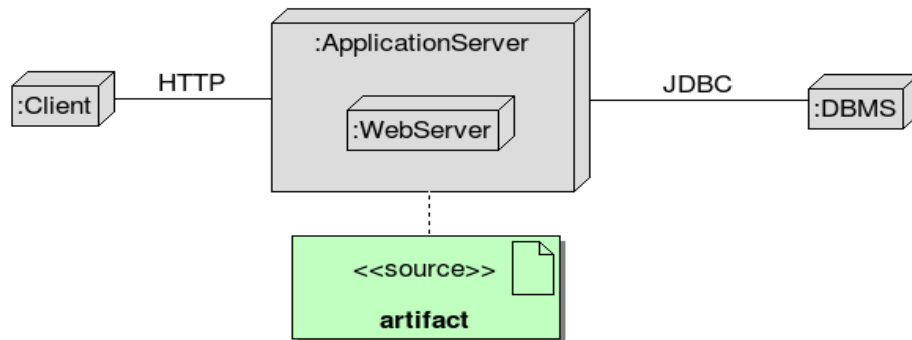 :ApplicationServer
:Client
HTTP
:WebServer
JDBC
:DBMS
<<source>>
artifact